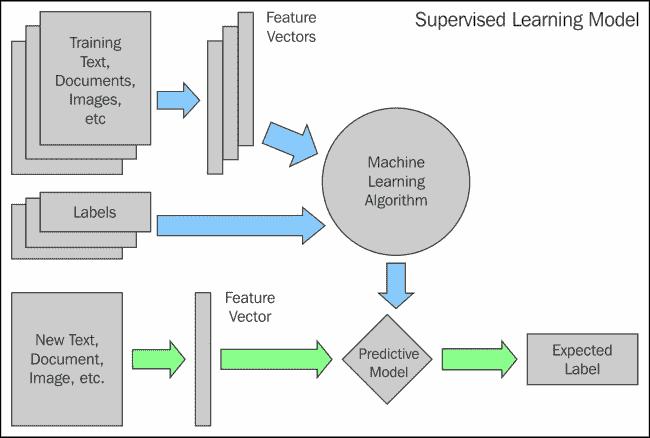 Supervised Learning Model
Training
Text,
Documents,
Images,
etc
Feature
Vectors
Machine
Learning
Algorithm
Labels
New Text,
Document,
Image, etc.
Feature
Vector
Predictive
Model
Expected
Label